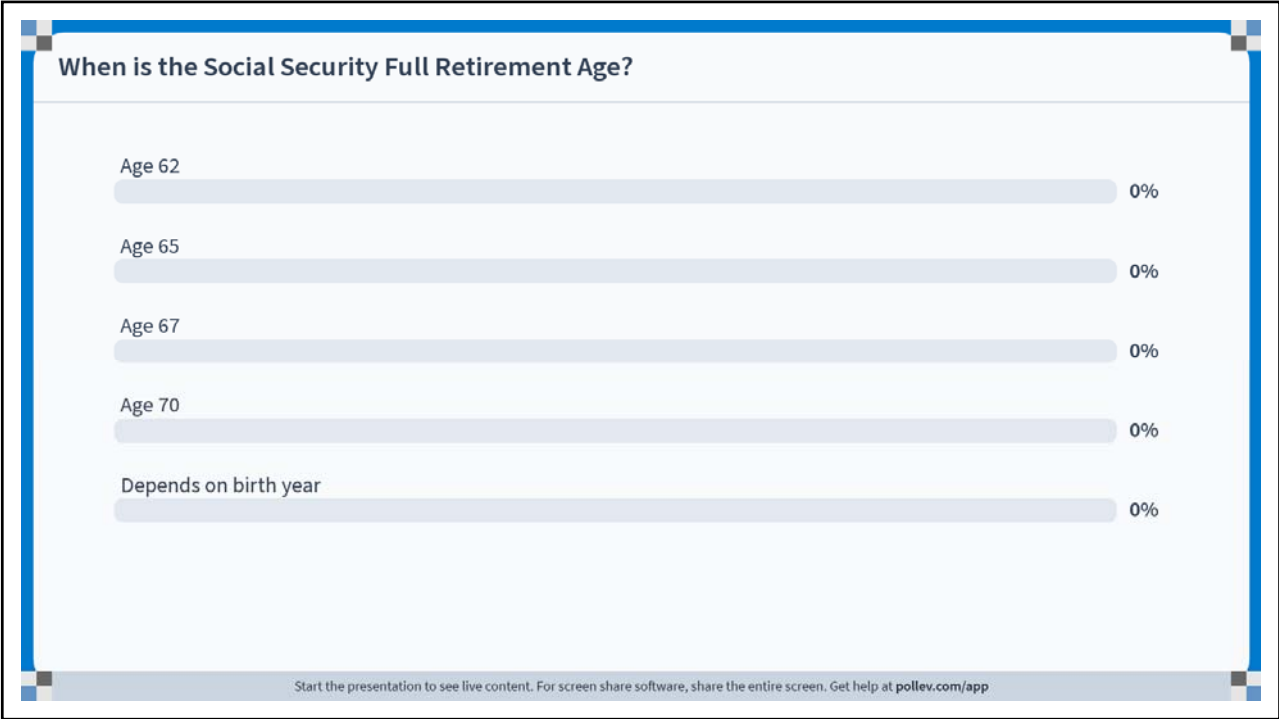 When is the Social Security Full Retirement Age?
Age 62
0%
Age 65
0%
Age 67
0%
Age 70
0%
Depends on birth year
0%
Start the presentation to see live content. For screen share software, share the entire screen. Get help at pollev.com/app